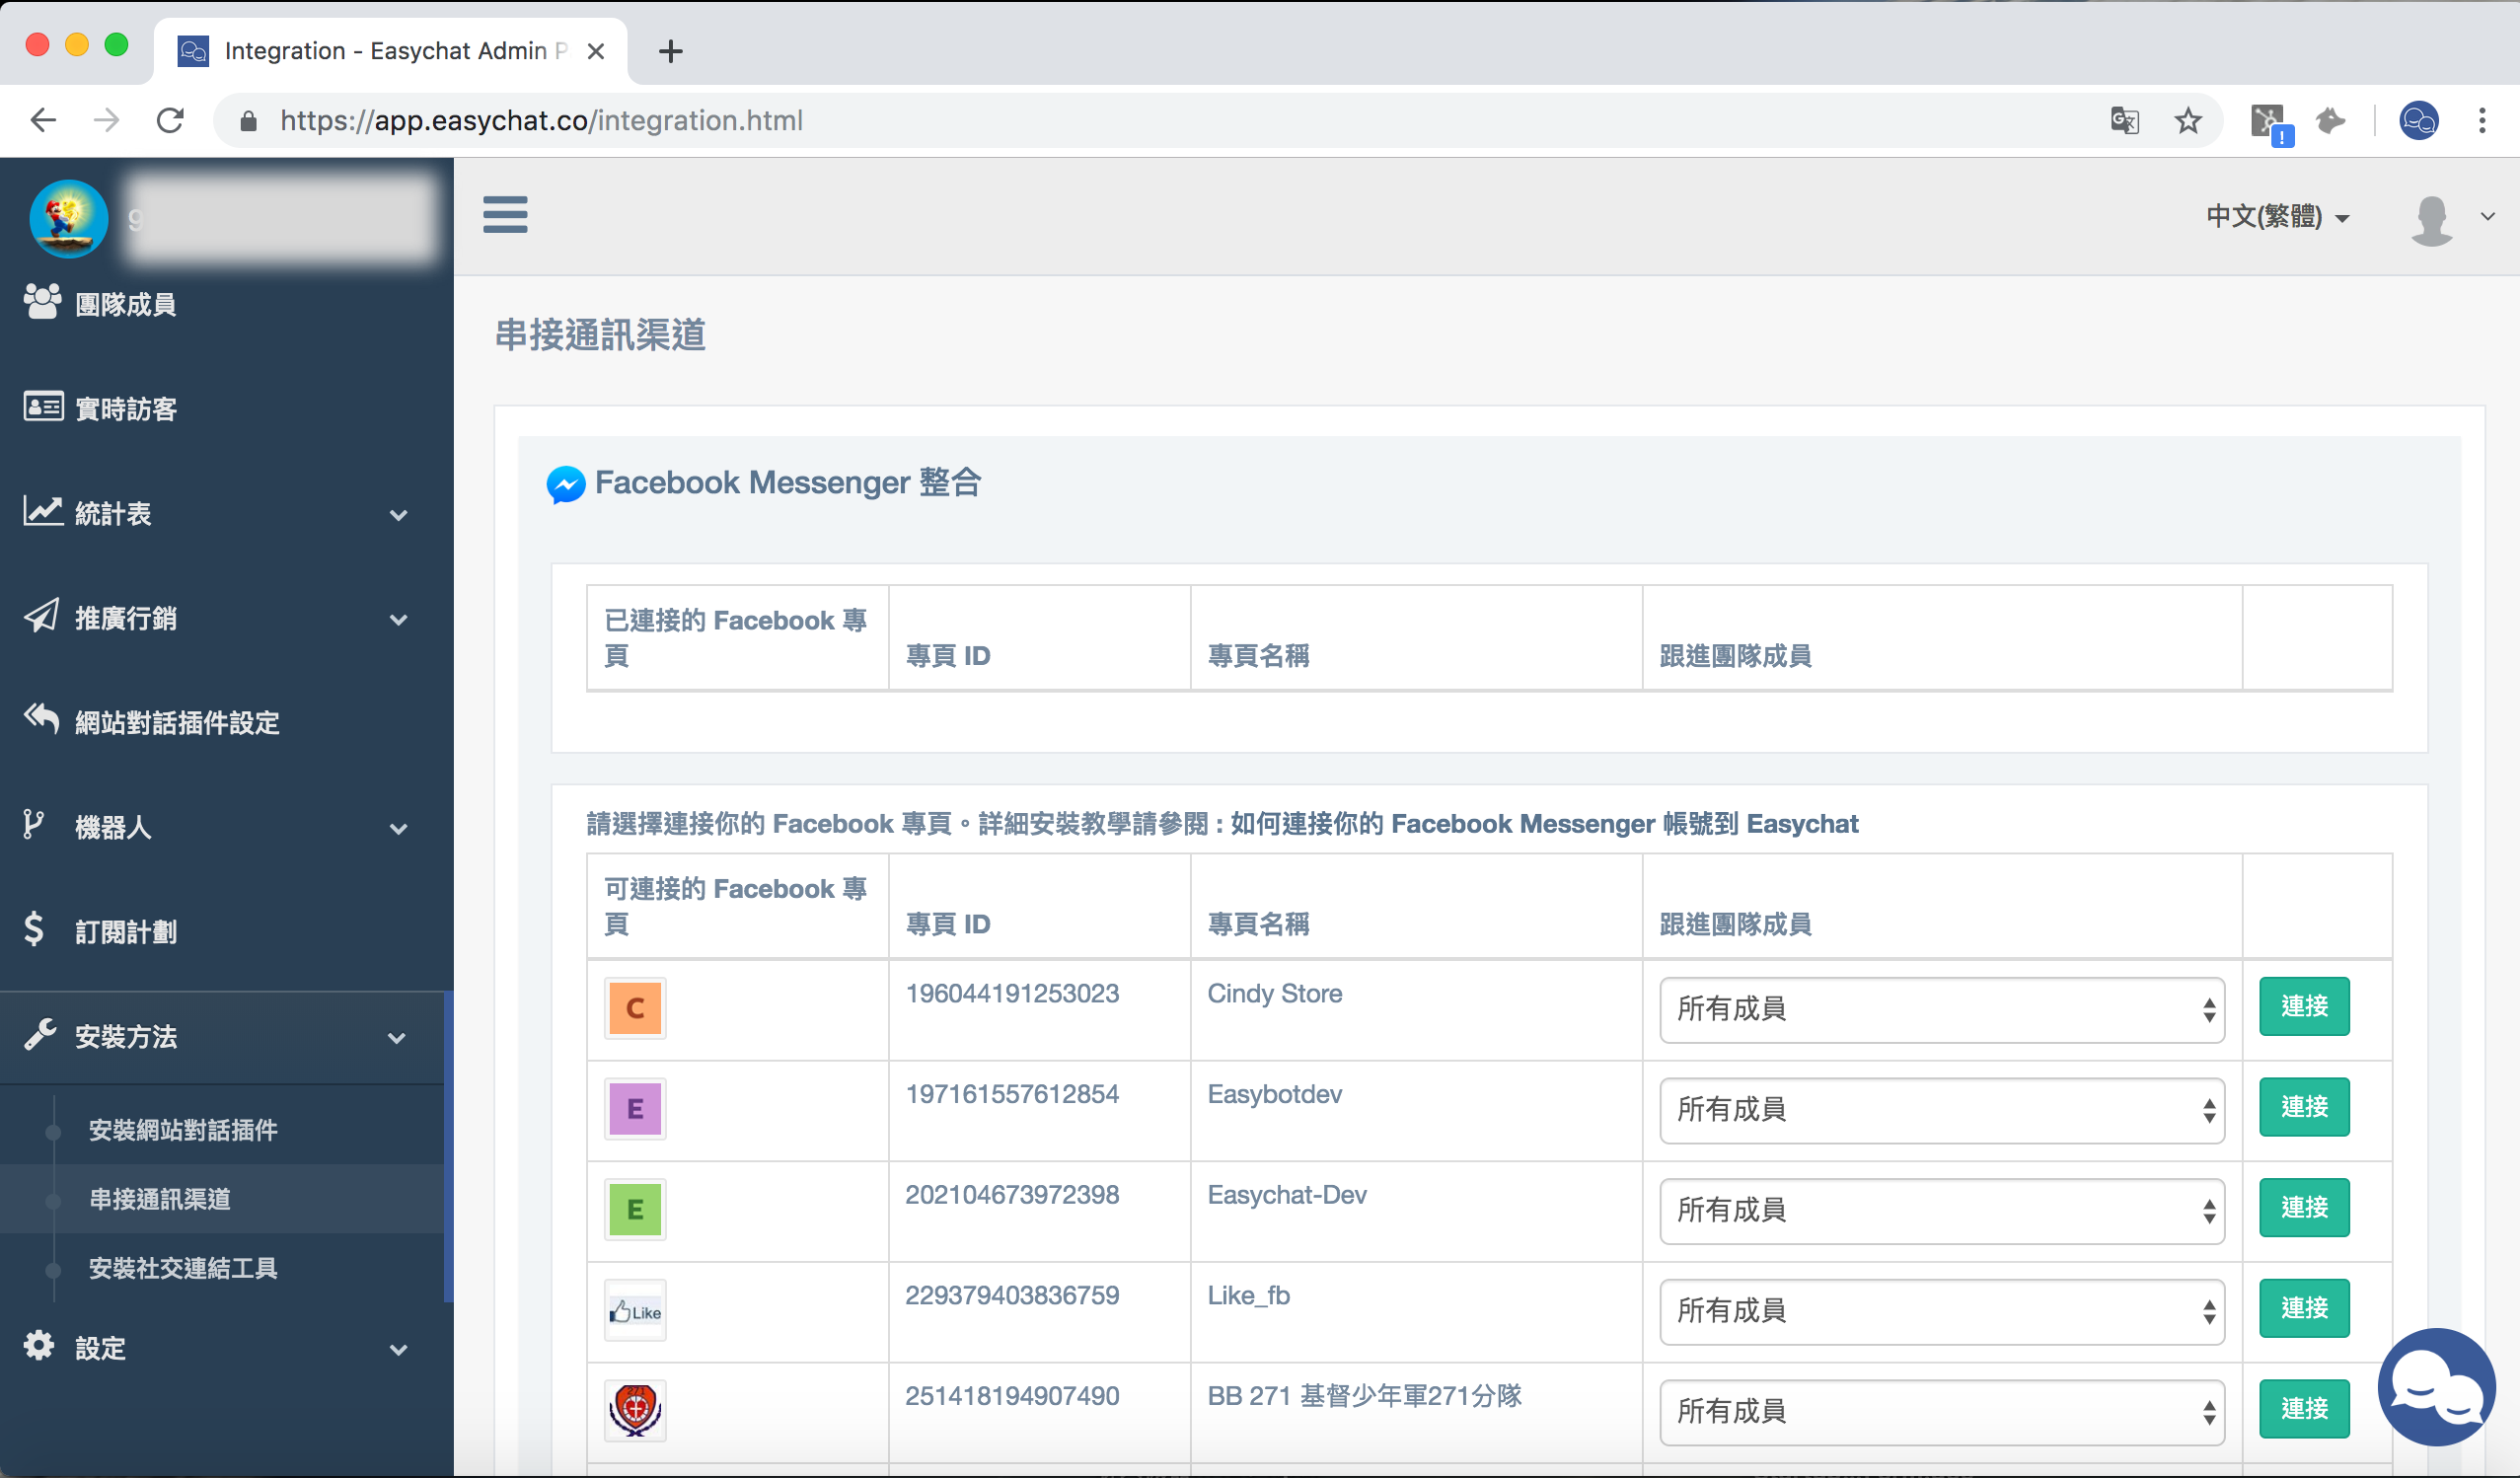 Integration - Easychat Admin P
https://app.easychat.co/integration.html
9
中文(繁體)
團隊成員
實時訪客
統計表
推廣行銷
網站對話插件設定
機器人
訂閱計劃
安裝方法
安裝網站對話插件
串接通訊渠道
安裝社交連結工具
設定
串接通訊渠道
Facebook Messenger 整合
已連接的 Facebook 專頁 專頁 ID 專頁名稱 跟進團隊成員
請選擇連接你的 Facebook 專頁。詳細安裝教學請參閱 : 如何連接你的 Facebook Messenger 帳號到 Easychat
可連接的 Facebook 專頁 專頁 ID 專頁名稱 跟進團隊成員
C 196044191253023 Cindy Store 所有成員 連接
E 197161557612854 Easybotdev 所有成員 連接
E 202104673972398 Easychat-Dev 所有成員 連接
Like 229379403836759 Like_fb 所有成員 連接
271 251418194907490 BB 271 基督少年軍271分隊 所有成員 連接